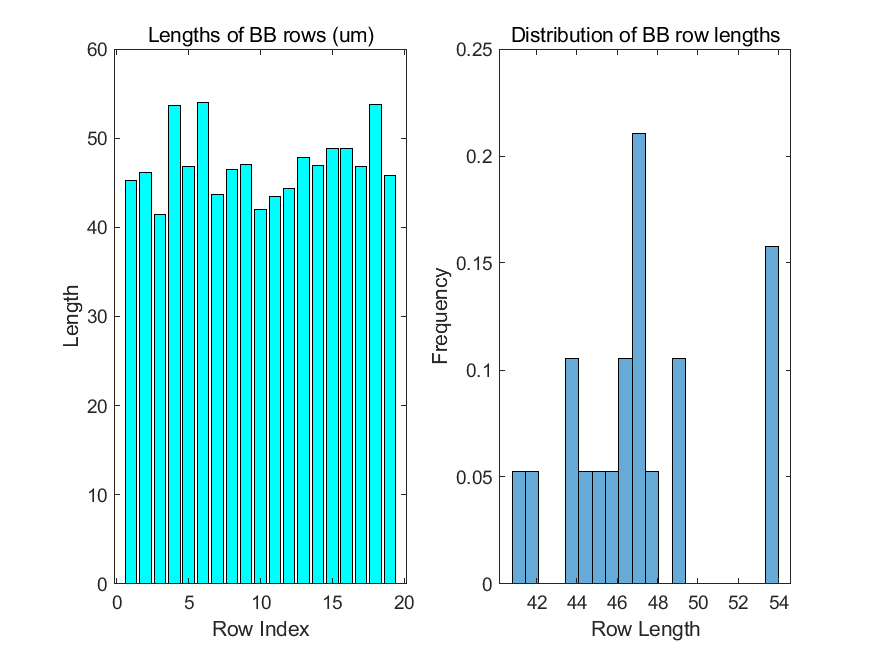 Lengths of BB rows (um)
60
50
40
30
20
10
0
Length
0 5 10 15 20
Row Index
Distribution of BB row lengths
0.25
0.2
0.15
0.1
0.05
0
Frequency
42 44 46 48 50 52 54
Row Length